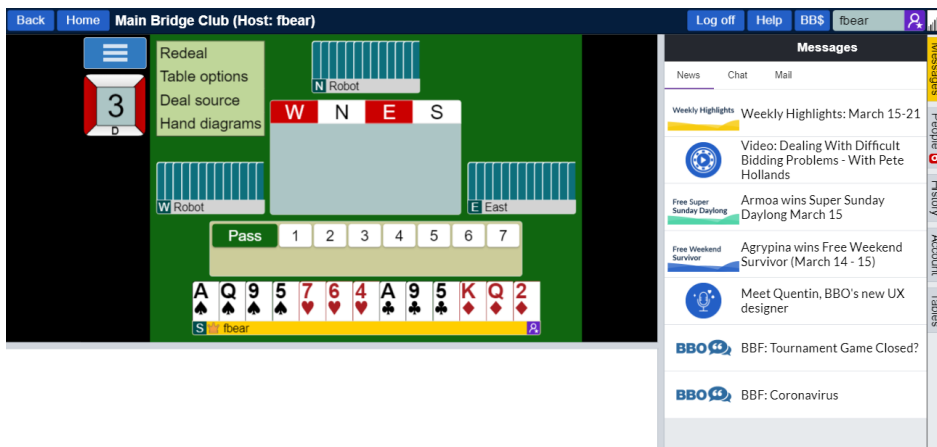 Back Home Main Bridge Club (Host: fbear) Log off Help BB$ fbear
Redeal
Table options
Deal source
Hand diagrams
3
D
N Robot
W N E S
W Robot
E East
Pass 1 2 3 4 5 6 7
A Q 9 5 7 6 4 A 9 5 K Q 2
S fbear
Messages
News Chat Mail
Weekly Highlights
Weekly Highlights: March 15-21
Video: Dealing With Difficult
Bidding Problems - With Pete
Hollands
Free Super
Sunday Daylong
Armoa wins Super Sunday
Daylong March 15
Free Weekend
Survivor
Agrypina wins Free Weekend
Survivor (March 14 - 15)
Meet Quentin, BBO's new UX
designer
BBO
BBF: Tournament Game Closed?
BBO
BBF: Coronavirus
Messages
People
History
Account
Tables